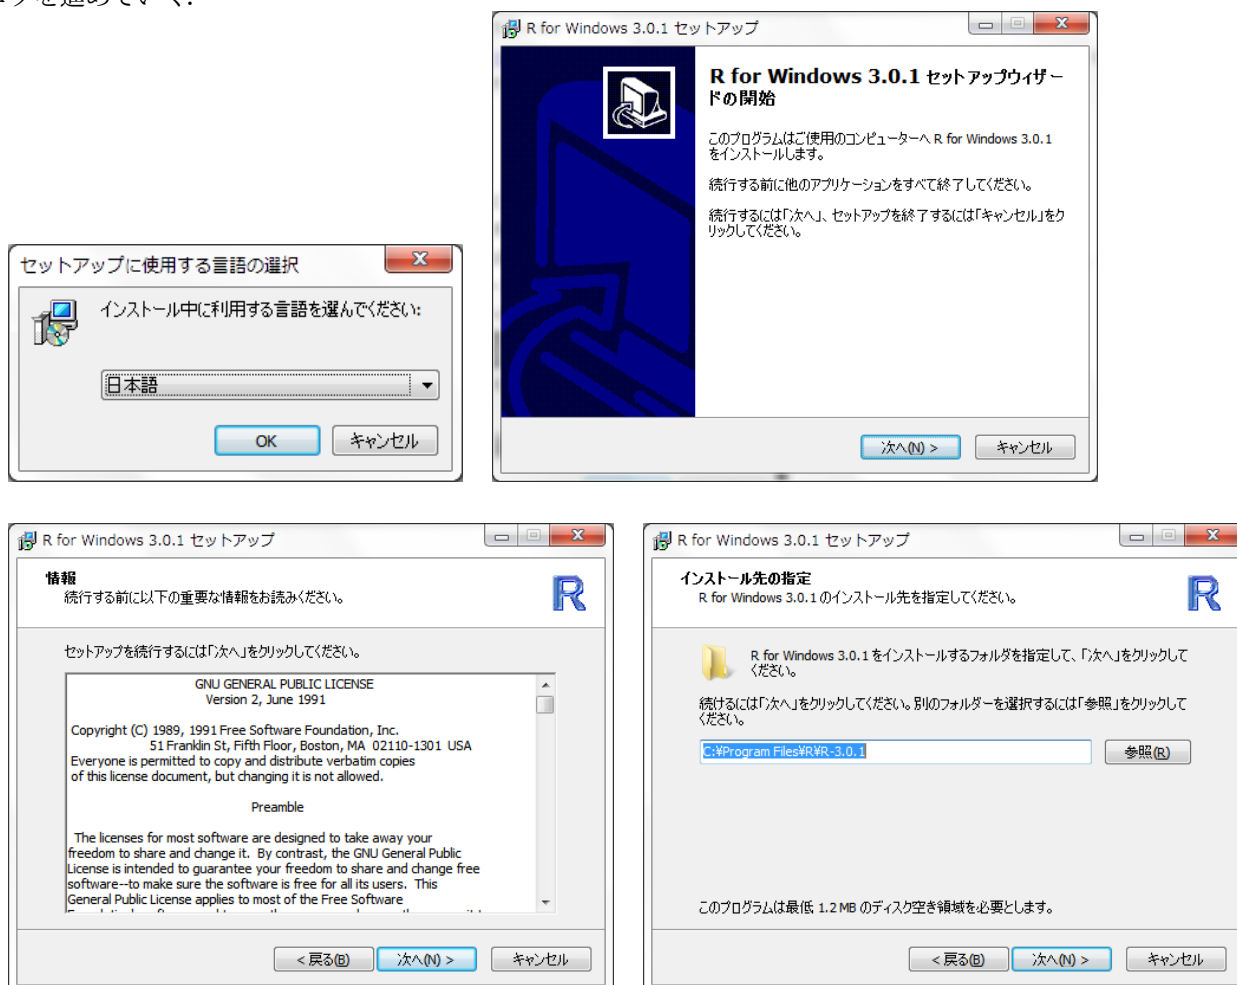 を進めていく.
R for Windows 3.0.1 セットアップ
R for Windows 3.0.1 セットアップウィザー
ドの開始
このプログラムはご使用のコンピューターへ R for Windows 3.0.1
をインストールします。
続行する前に他のアプリケーションをすべて終了してください。
続行するには「次へ」、セットアップを終了するには「キャンセル」をク
リックしてください。
次へ(N) >
キャンセル
セットアップに使用する言語の選択
インストール中に利用する言語を選んでください:
日本語
OK
キャンセル
R for Windows 3.0.1 セットアップ
情報
続行する前に以下の重要な情報をお読みください。
R
セットアップを続行するには「次へ」をクリックしてください。
GNU GENERAL PUBLIC LICENSE
Version 2, June 1991
Copyright (C) 1989, 1991 Free Software Foundation, Inc.
51 Franklin St, Fifth Floor, Boston, MA 02110-1301 USA
Everyone is permitted to copy and distribute verbatim copies
of this license document, but changing it is not allowed.
Preamble
The licenses for most software are designed to take away your
freedom to share and change it. By contrast, the GNU General Public
License is intended to guarantee your freedom to share and change free
software--to make sure the software is free for all its users. This
General Public License applies to most of the Free Software
< 戻る(B)
次へ(N) >
キャンセル
R for Windows 3.0.1 セットアップ
インストール先の指定
R for Windows 3.0.1 のインストール先を指定してください。
R
R for Windows 3.0.1 をインストールするフォルダを指定して、「次へ」をクリックして
ください。
続けるには「次へ」をクリックしてください。別のフォルダーを選択するには「参照」をクリックして
ください。
C:¥Program Files¥R¥R-3.0.1
参照(R)
このプログラムは最低 1.2 MB のディスク空き領域を必要とします。
< 戻る(B)
次へ(N) >
キャンセル